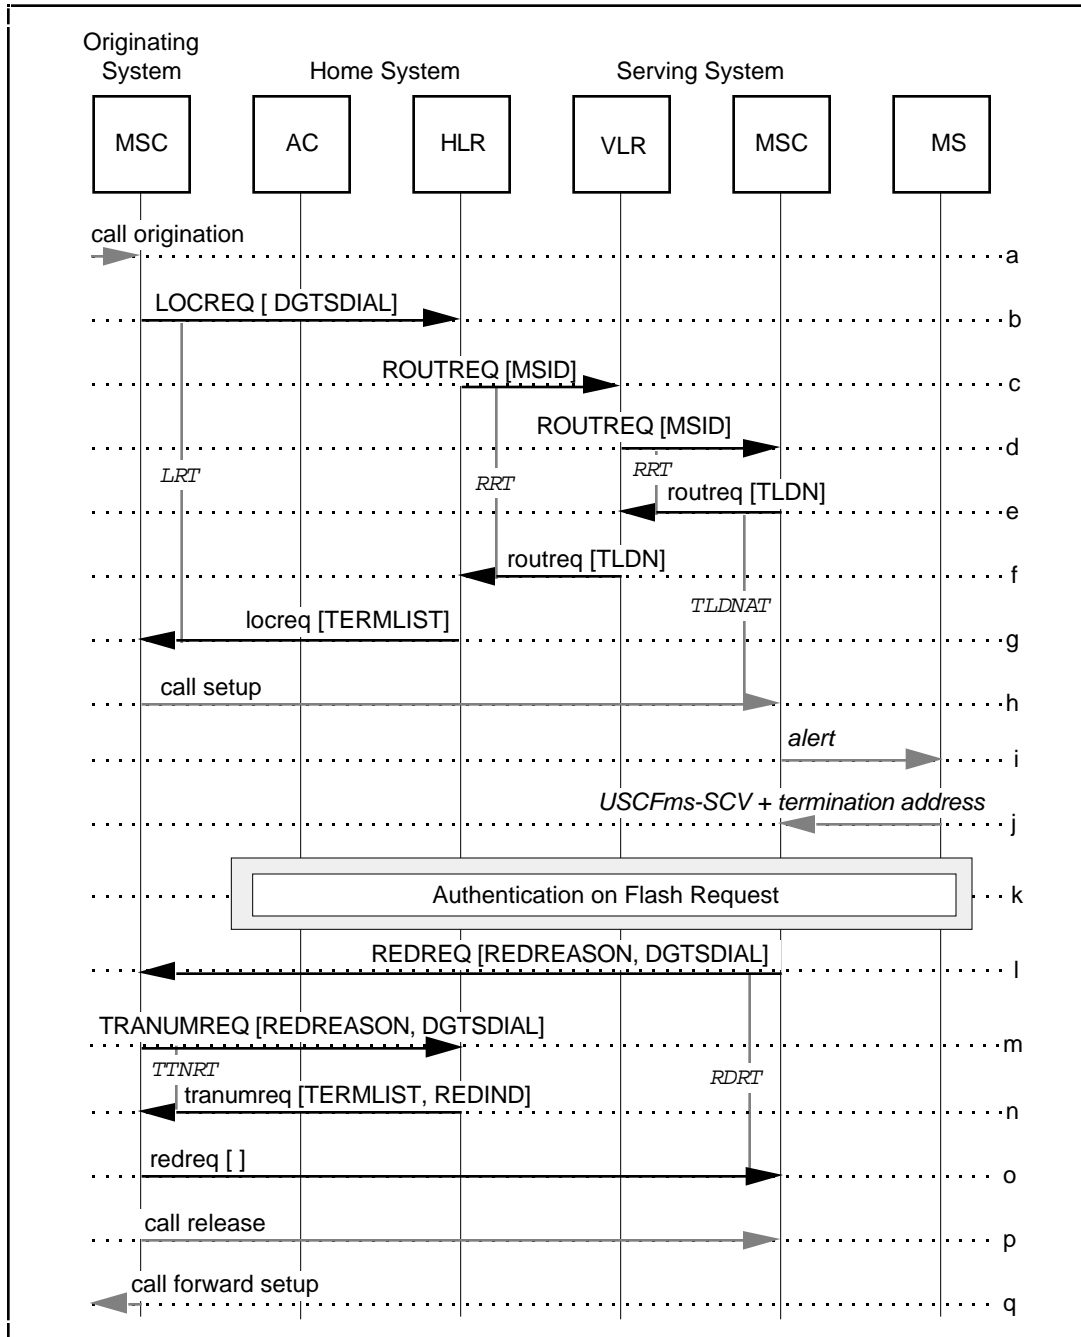 Originating
System
Home System
Serving System
MSC
AC
HLR
VLR
MSC
MS
call origination
a
LOCREQ [ DGTSDIAL]
b
ROUTREQ [MSID]
c
ROUTREQ [MSID]
d
LRT
RRT
RRT
routreq [TLDN]
e
routreq [TLDN]
f
TLDNAT
locreq [TERMLIST]
g
call setup
h
alert
i
USCFms-SCV + termination address
j
Authentication on Flash Request
k
REDREQ [REDREASON, DGTSDIAL]
l
TRANUMREQ [REDREASON, DGTSDIAL]
m
TTNRT
RDRT
tranumreq [TERMLIST, REDIND]
n
redreq [ ]
o
call release
p
call forward setup
q